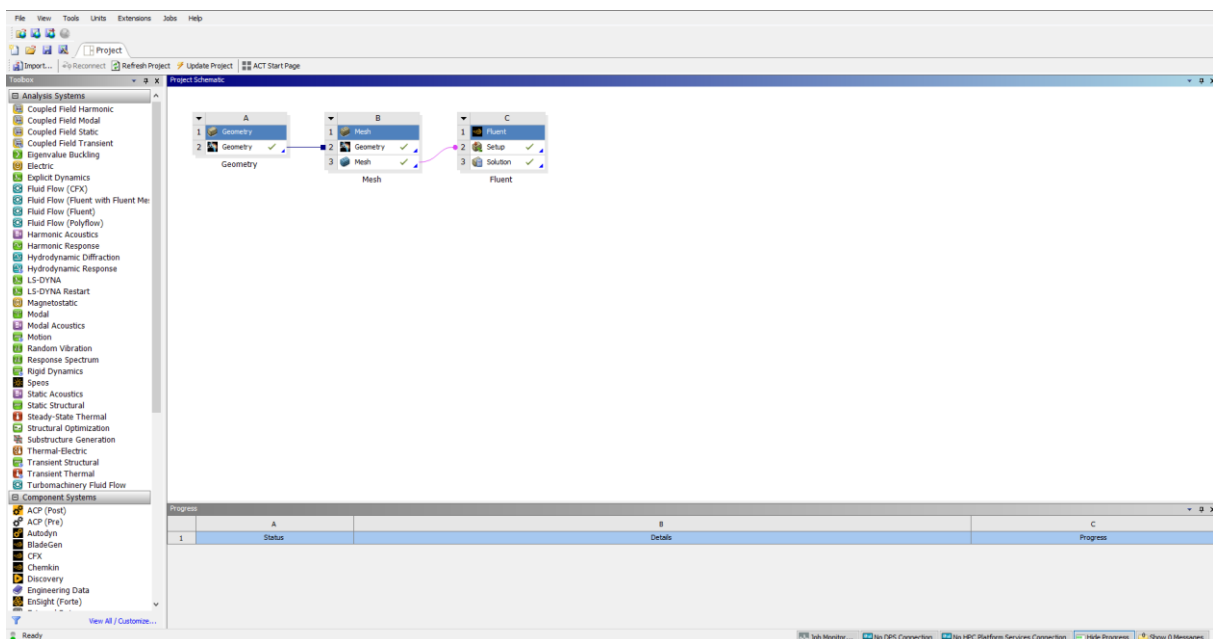 File View Tools Units Extensions Jobs Help
Project
Import... Reconnect Refresh Project Update Project ACT Start Page
Toolbox
Project Schematic
Analysis Systems
Coupled Field Harmonic
Coupled Field Modal
Coupled Field Static
Coupled Field Transient
Eigenvalue Buckling
Electric
Explicit Dynamics
Fluid Flow (CFX)
Fluid Flow (Fluent with Fluent Me:
Fluid Flow (Fluent)
Fluid Flow (Polyflow)
Harmonic Acoustics
Harmonic Response
Hydrodynamic Diffraction
Hydrodynamic Response
LS-DYNA
LS-DYNA Restart
Magnetostatic
Modal
Modal Acoustics
Motion
Random Vibration
Response Spectrum
Rigid Dynamics
Speos
Static Acoustics
Static Structural
Steady-State Thermal
Structural Optimization
Substructure Generation
Thermal-Electric
Transient Structural
Transient Thermal
Turbomachinery Fluid Flow
Component Systems
ACP (Post)
ACP (Pre)
Autodyn
BladeGen
CFX
Chemkin
Discovery
Engineering Data
EnSight (Forte)
View All / Customize...
A
1 Geometry
2 Geometry
Geometry
B
1 Mesh
2 Geometry
3 Mesh
Mesh
C
1 Fluent
2 Setup
3 Solution
Fluent
Progress
A B C
1 Status Details Progress
Ready
Job Monitor... No DPS Connection No HPC Platform Services Connection Hide Progress Show 0 Messages